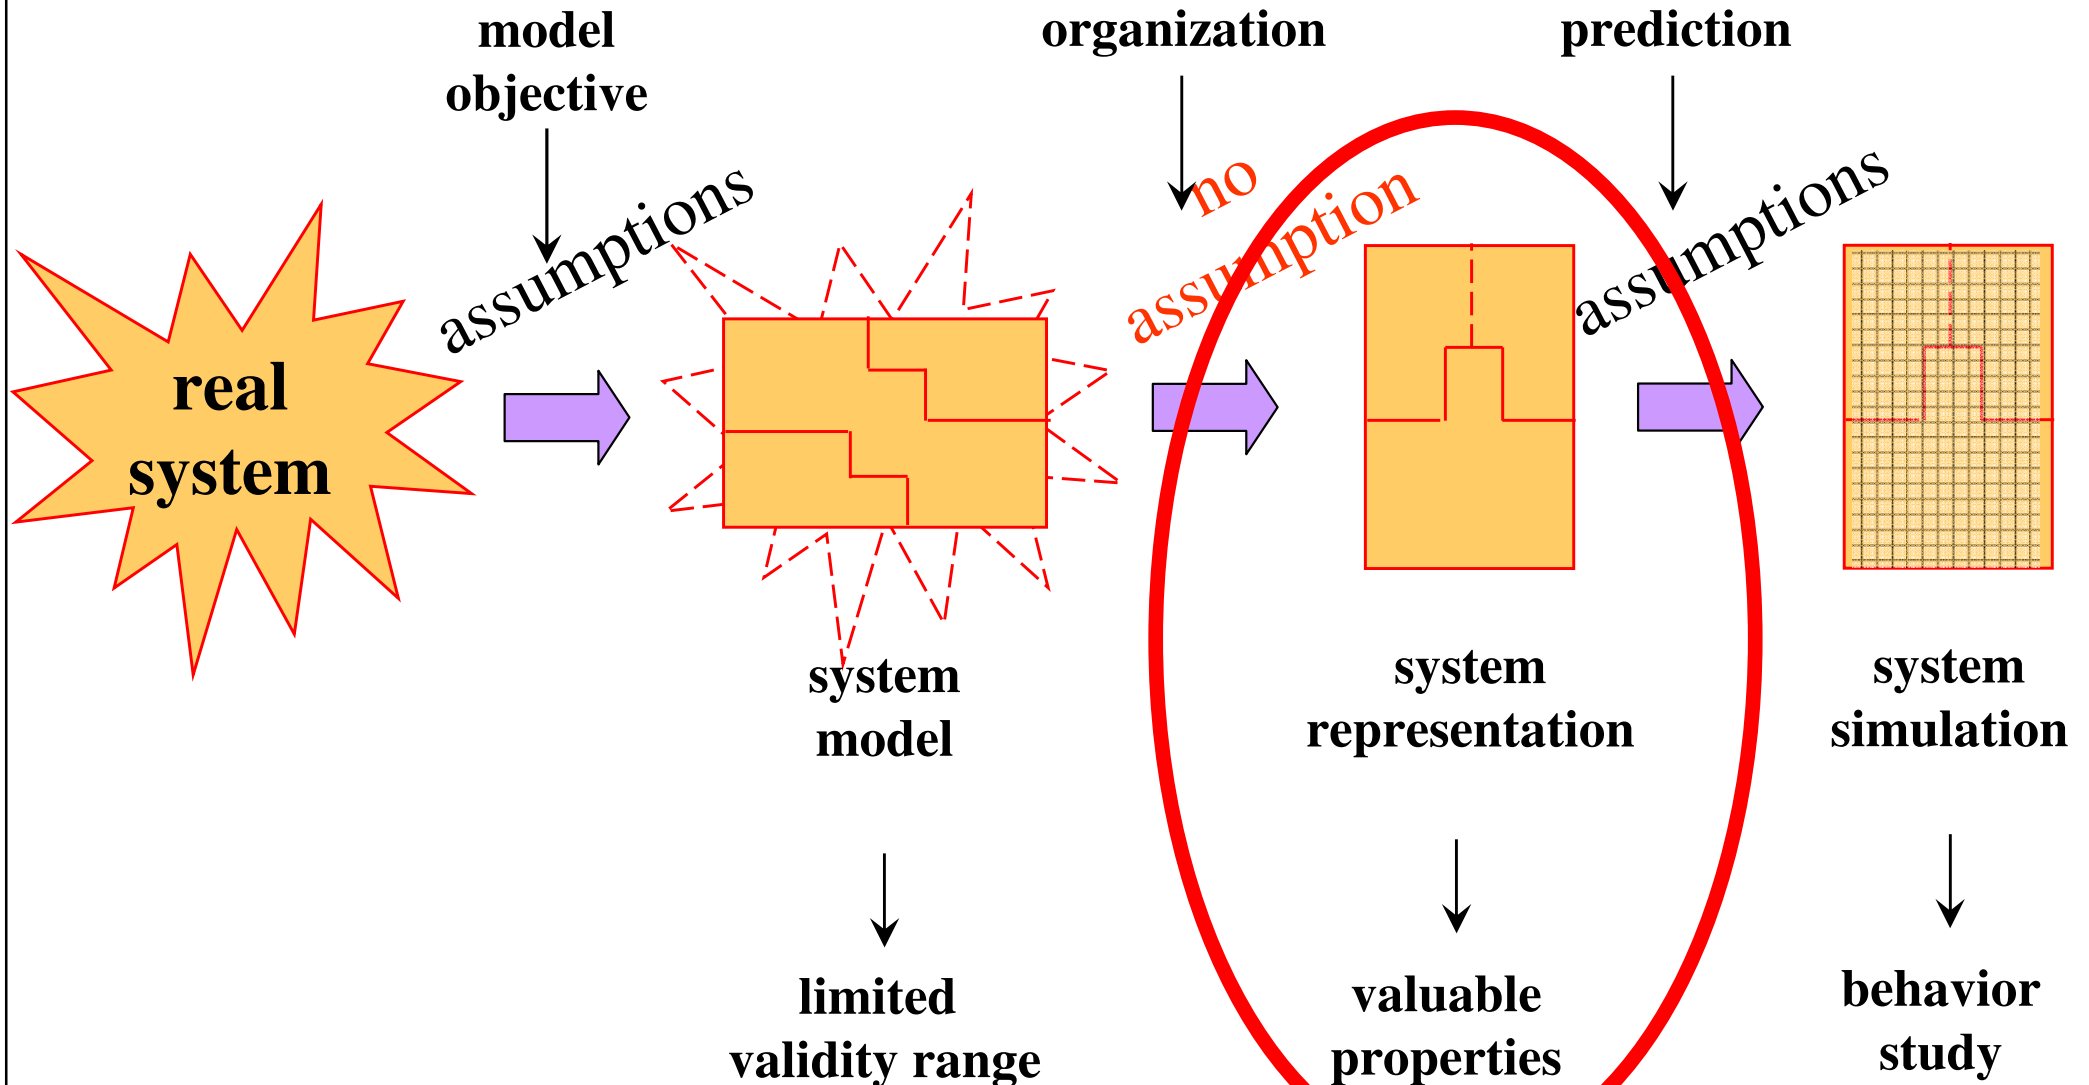 model
objective
organization
prediction
assumptions
no
assumption
assumptions
real
system
system
model
system
representation
system
simulation
limited
validity range
valuable
properties
behavior
study